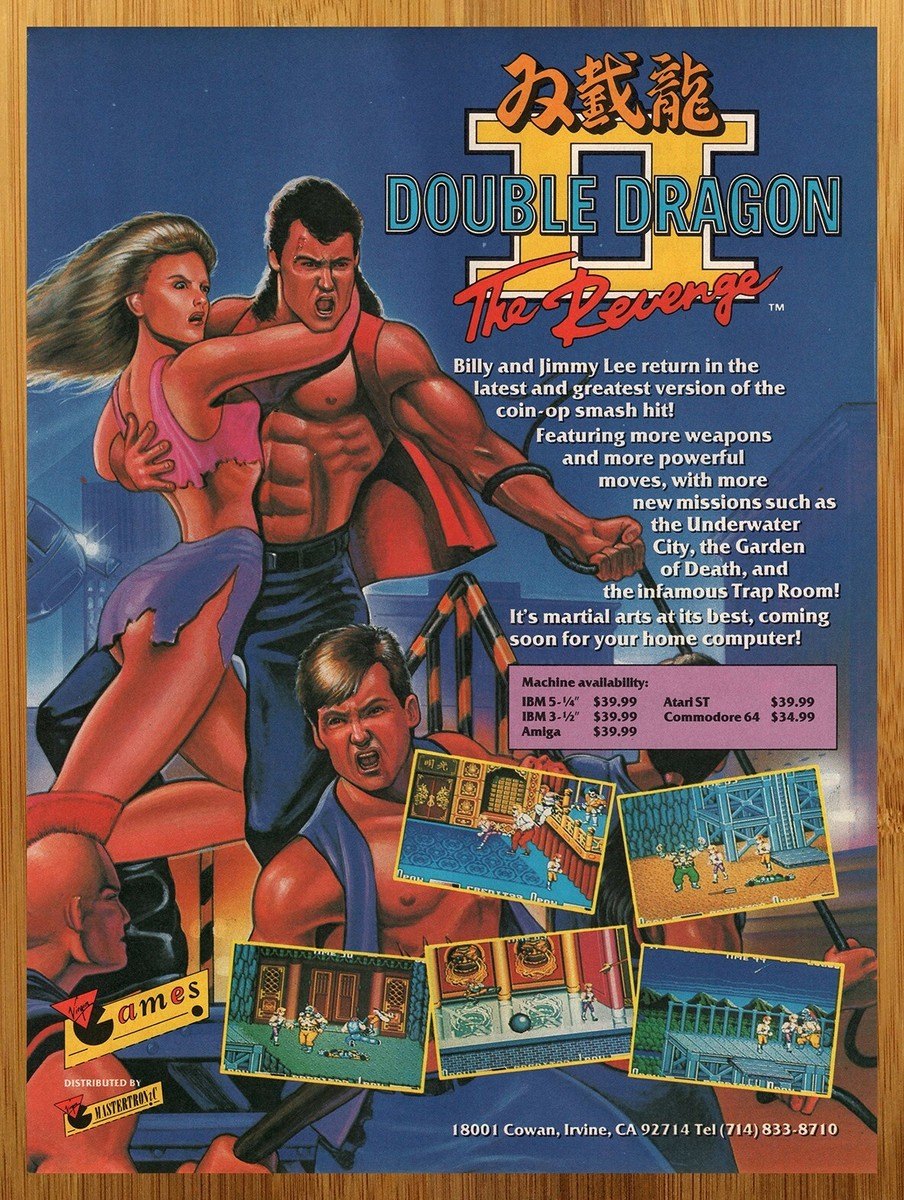 双截龍
II
DOUBLE DRAGON
The Revenge™
Billy and Jimmy Lee return in the
latest and greatest version of the
coin-op smash hit!
Featuring more weapons
and more powerful
moves, with more
new missions such as
the Underwater
City, the Garden
of Death, and
the infamous Trap Room!
It's martial arts at its best, coming
soon for your home computer!
Machine availability:
IBM 5-¼" $39.99 Atari ST $39.99
IBM 3-½" $39.99 Commodore 64 $34.99
Amiga $39.99
Virgin Games
DISTRIBUTED BY
Virgin MASTERTRONiC
18001 Cowan, Irvine, CA 92714 Tel (714) 833-8710